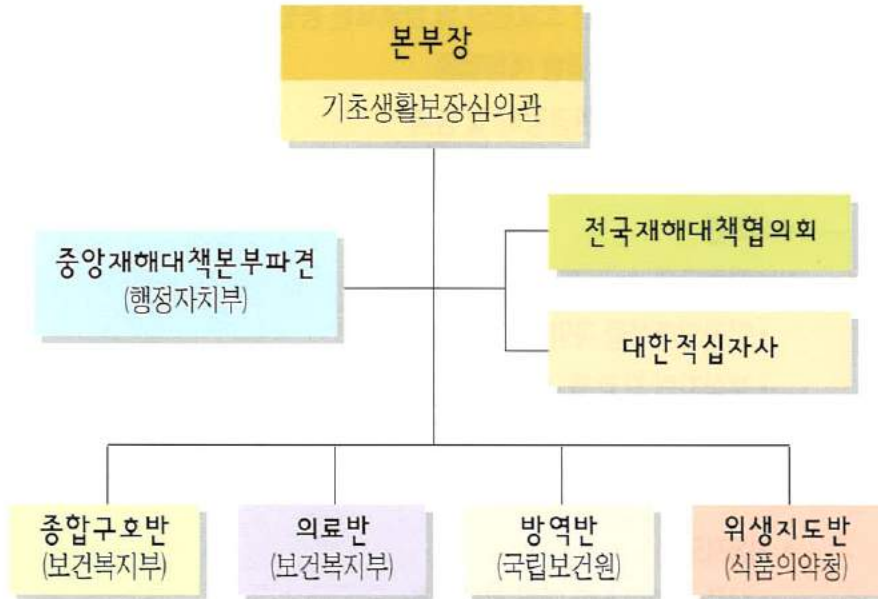 본부장
기초생활보장심의관
중앙재해대책본부파견
(행정자치부)
전국재해대책협의회
대한적십자사
종합구호반
(보건복지부)
의료반
(보건복지부)
방역반
(국립보건원)
위생지도반
(식품의약청)